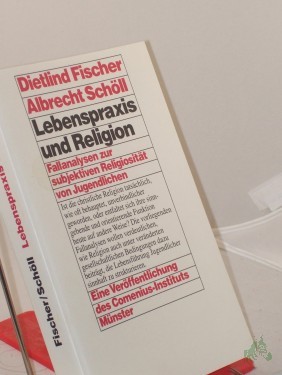 Dietlind Fischer
Albrecht Schöll
Lebenspraxis
und Religion
Fallanalysen zur
subjektiven Religiosität
von Jugendlichen
Ist die christliche Religion tatsächlich,
wie oft behauptet, unverbindlicher
geworden, oder entfaltet sich ihre sinn-
gebende und orientierende Funktion
heute auf andere Weise? Die vorliegenden
Fallanalysen wollen verdeutlichen,
wie Religion auch unter veränderten
gesellschaftlichen Bedingungen dazu
beiträgt, die Lebensführung Jugendlicher
sinnhaft zu strukturieren.
Eine Veröffentlichung
des Comenius-Instituts
Münster
Fischer/Schöll Lebenspraxis